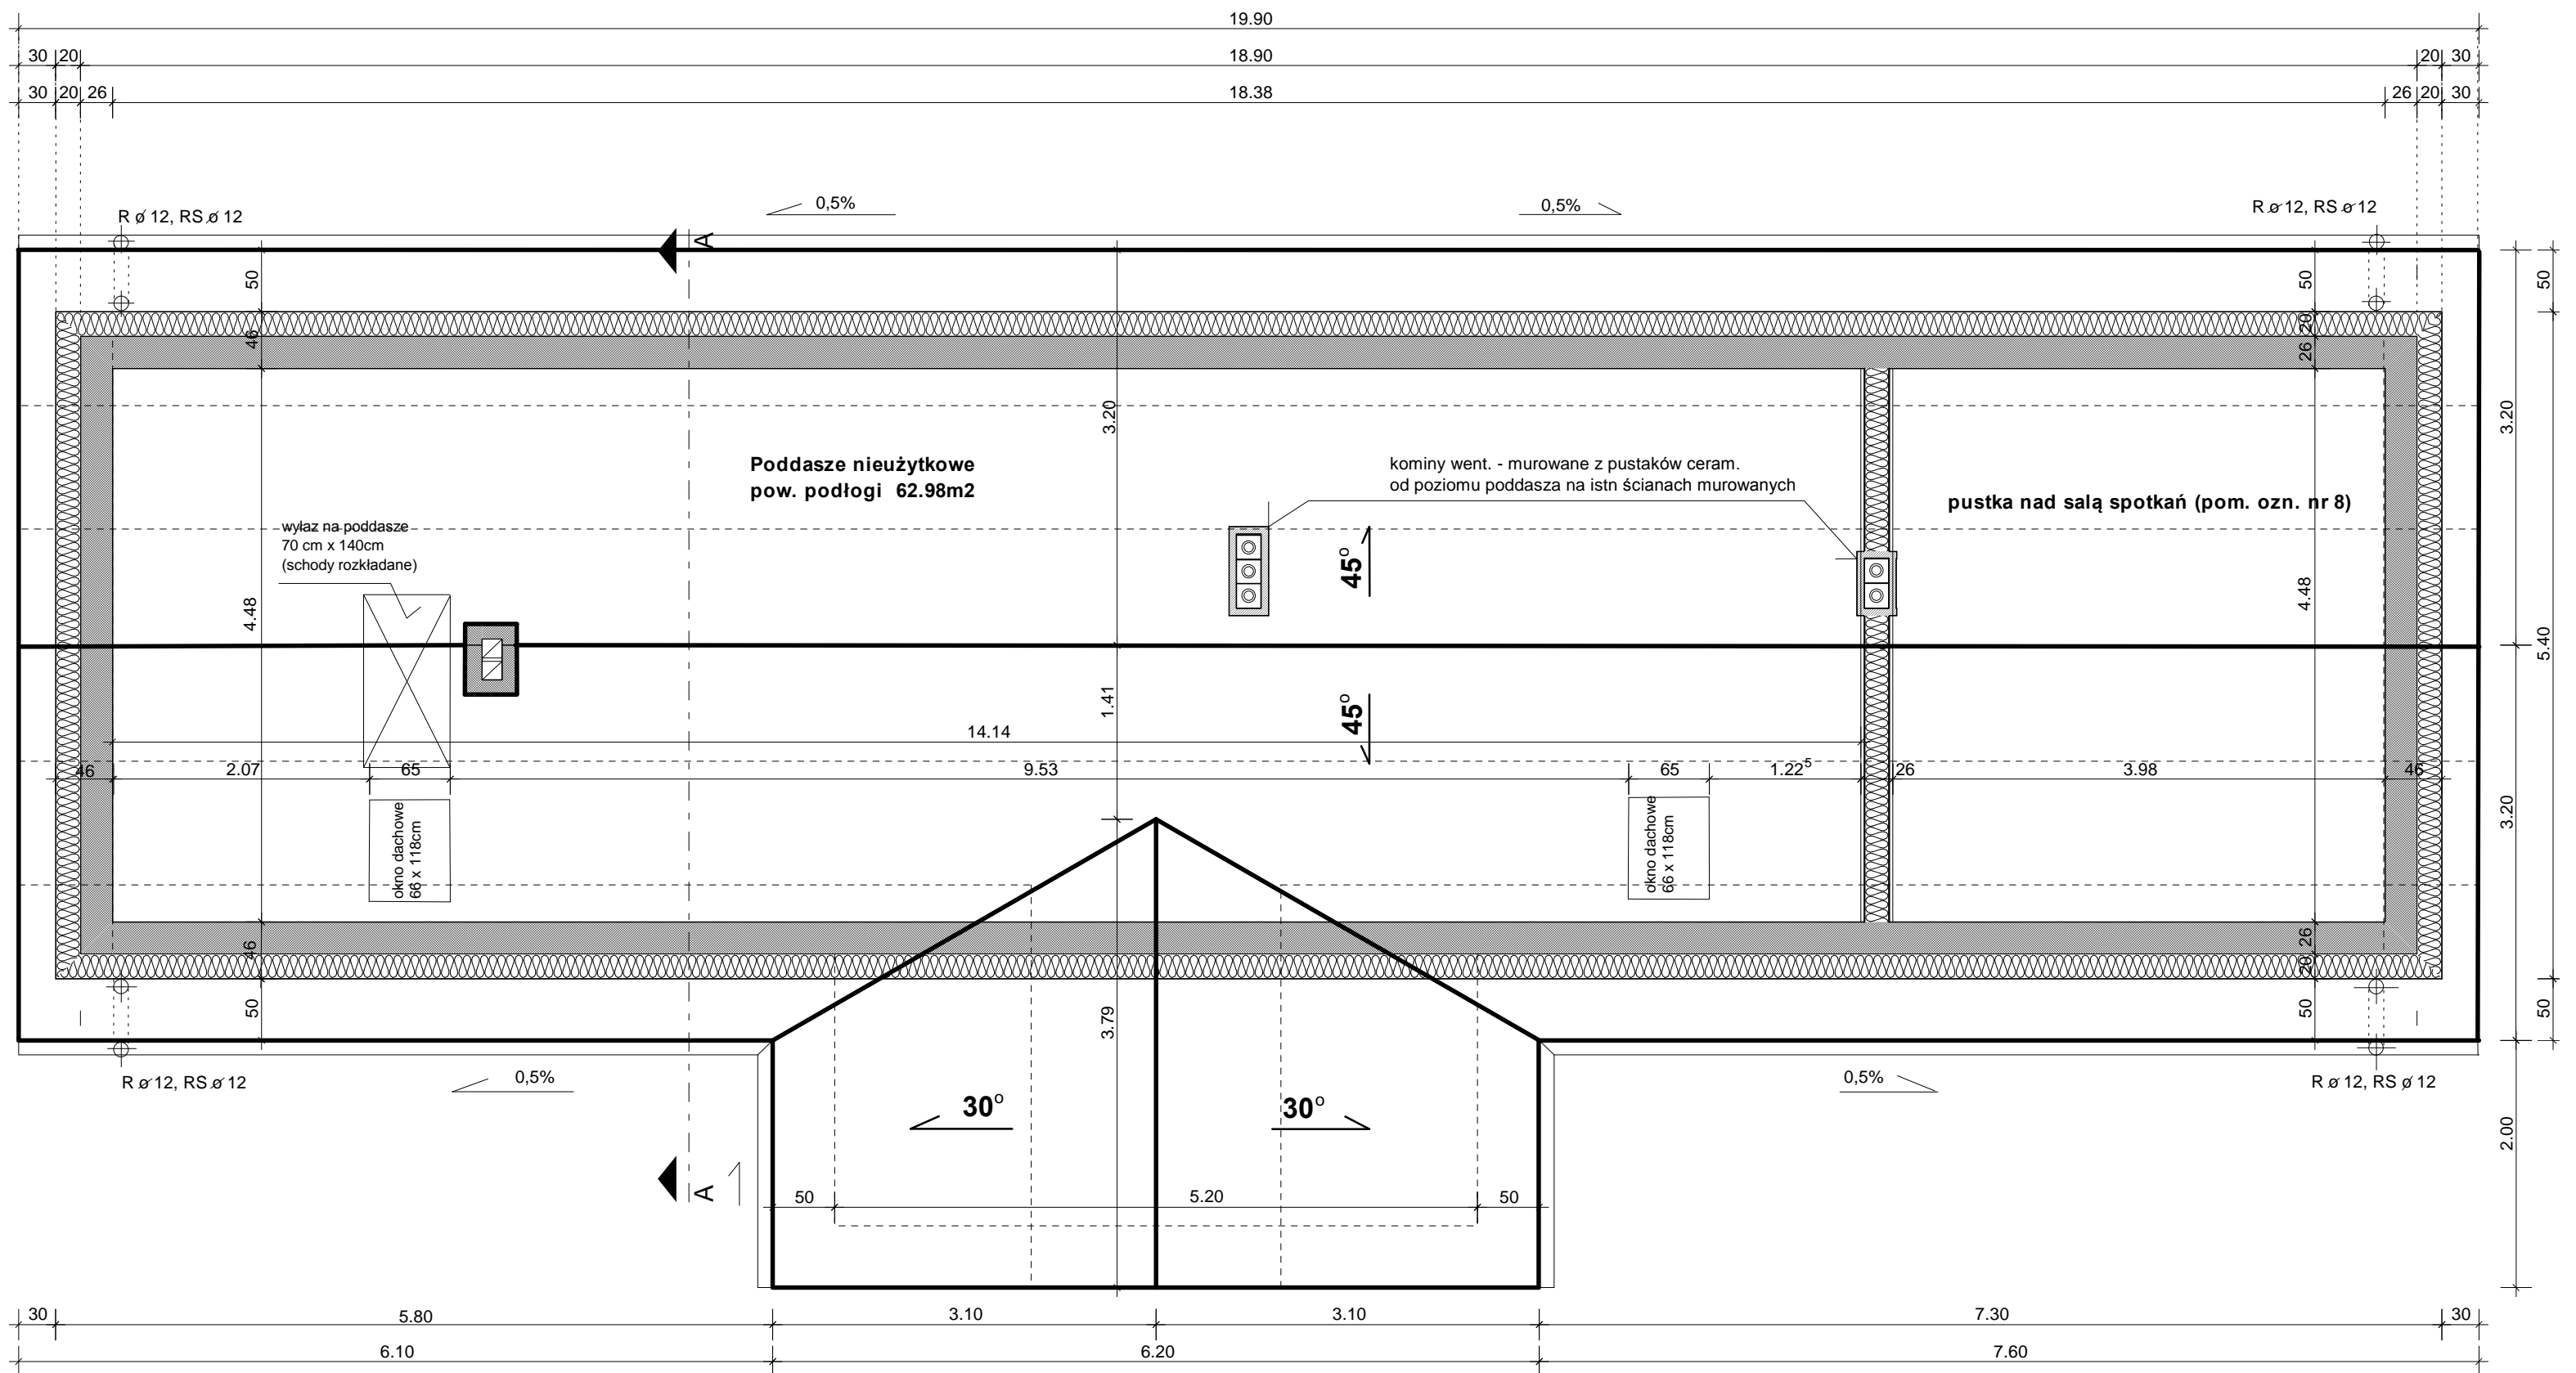 19.90
30 20 18.90 20 30
30 20 26 18.38 26 20 30
0,5% 0,5%
R ø 12, RS ø 12
R ø 12, RS ø 12
A
50
50
50
46
20
26
3.20
3.20
Poddasze nieużytkowe
pow. podłogi 62.98m2
kominy went. - murowane z pustaków ceram.
od poziomu poddasza na istn ścianach murowanych
pustka nad salą spotkań (pom. ozn. nr 8)
wyłaz na poddasze
70 cm x 140cm
(schody rozkładane)
45°
4.48
4.48
5.40
1.41
45°
14.14
46 2.07 65 9.53 65 1.22⁵ 26 3.98 46
okno dachowe
66 x 118cm
okno dachowe
66 x 118cm
3.20
46
26
20
50
3.79
50
50
R ø 12, RS ø 12
0,5%
0,5%
R ø 12, RS ø 12
30° 30°
2.00
A
50 5.20 50
30 5.80 3.10 3.10 7.30 30
6.10 6.20 7.60